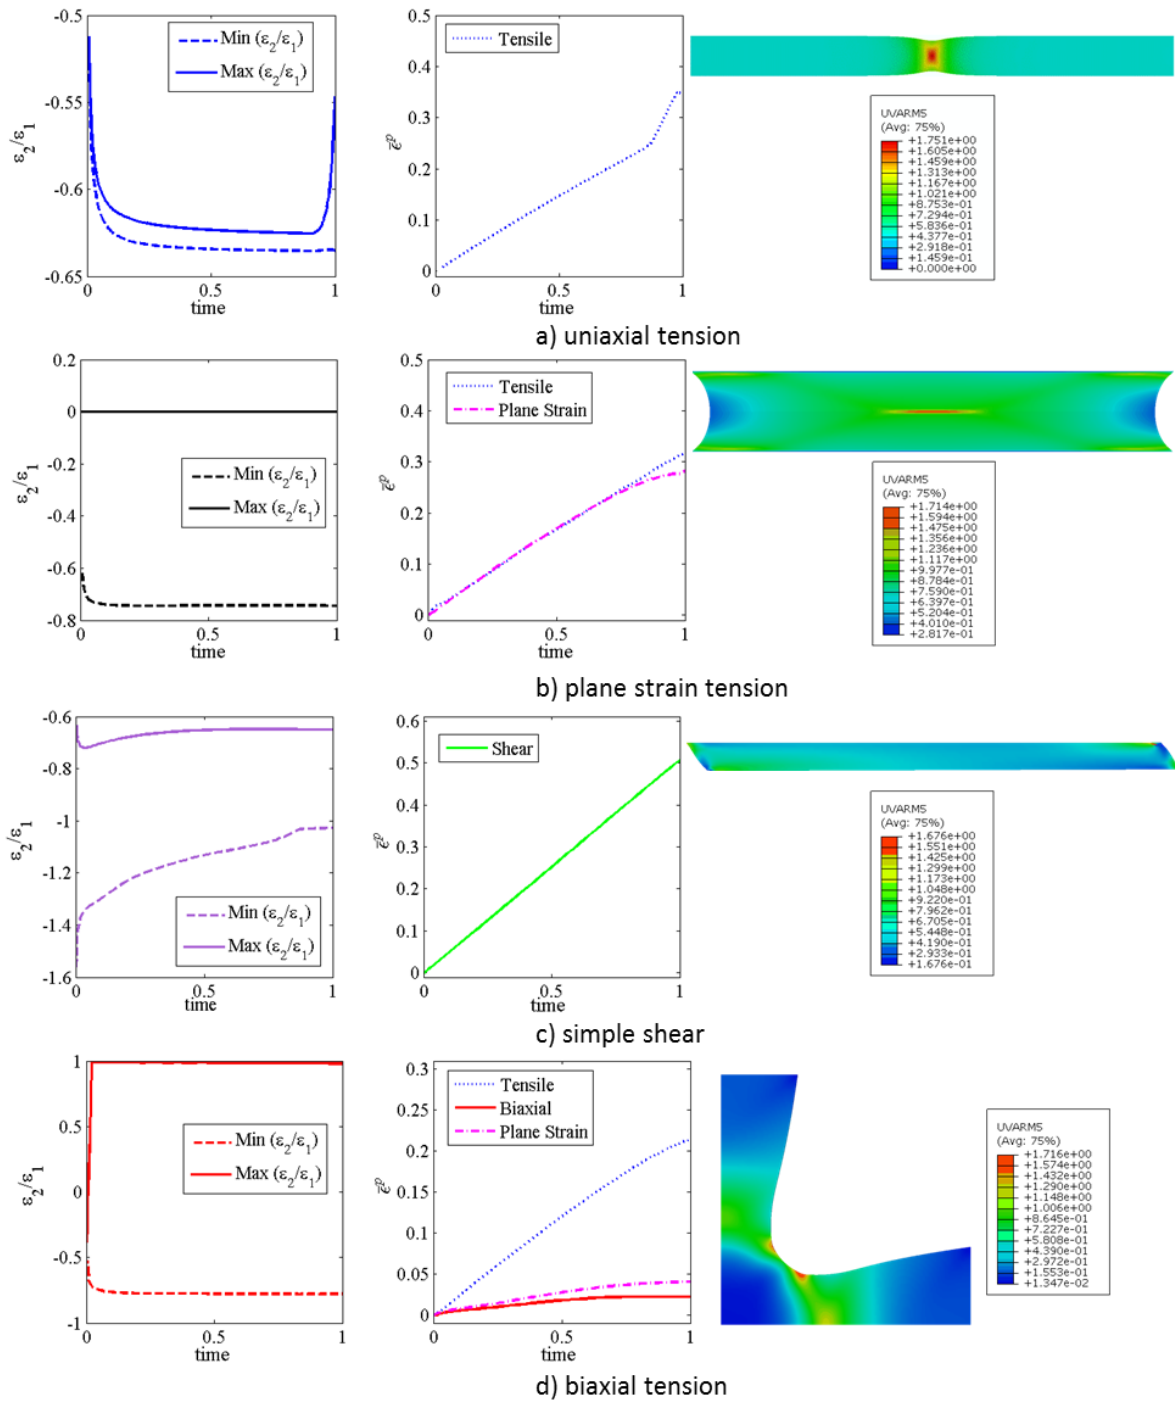 -0.5
-0.55
-0.6
-0.65
ε₂/ε₁
Min (ε₂/ε₁)
Max (ε₂/ε₁)
0
0.5
1
time
0.5
0.4
0.3
0.2
0.1
0
ε̄ᵖ
Tensile
0
0.5
1
time
UVARM5
(Avg: 75%)
+1.751e+00
+1.605e+00
+1.459e+00
+1.313e+00
+1.167e+00
+1.021e+00
+8.753e-01
+7.294e-01
+5.836e-01
+4.377e-01
+2.918e-01
+1.459e-01
+0.000e+00
a) uniaxial tension
0.2
0
-0.2
-0.4
-0.6
-0.8
ε₂/ε₁
Min (ε₂/ε₁)
Max (ε₂/ε₁)
0
0.5
1
time
0.5
0.4
0.3
0.2
0.1
0
ε̄ᵖ
Tensile
Plane Strain
0
0.5
1
time
UVARM5
(Avg: 75%)
+1.714e+00
+1.594e+00
+1.475e+00
+1.356e+00
+1.236e+00
+1.117e+00
+9.977e-01
+8.784e-01
+7.590e-01
+6.397e-01
+5.204e-01
+4.010e-01
+2.817e-01
b) plane strain tension
-0.6
-0.8
-1
-1.2
-1.4
-1.6
ε₂/ε₁
Min (ε₂/ε₁)
Max (ε₂/ε₁)
0
0.5
1
time
0.6
0.5
0.4
0.3
0.2
0.1
0
ε̄ᵖ
Shear
0
0.5
1
time
UVARM5
(Avg: 75%)
+1.676e+00
+1.551e+00
+1.425e+00
+1.299e+00
+1.173e+00
+1.048e+00
+9.220e-01
+7.962e-01
+6.705e-01
+5.448e-01
+4.190e-01
+2.933e-01
+1.676e-01
c) simple shear
1
0.5
0
-0.5
-1
ε₂/ε₁
Min (ε₂/ε₁)
Max (ε₂/ε₁)
0
0.5
1
time
0.3
0.25
0.2
0.15
0.1
0.05
0
ε̄ᵖ
Tensile
Biaxial
Plane Strain
0
0.5
1
time
UVARM5
(Avg: 75%)
+1.716e+00
+1.574e+00
+1.432e+00
+1.290e+00
+1.148e+00
+1.006e+00
+8.645e-01
+7.227e-01
+5.808e-01
+4.390e-01
+2.972e-01
+1.553e-01
+1.347e-02
d) biaxial tension